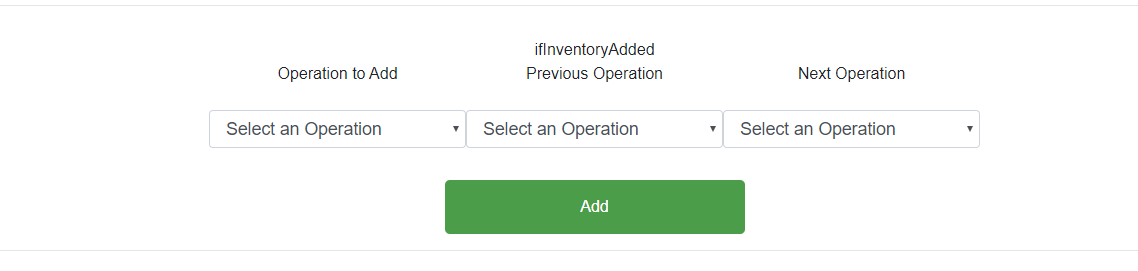 ifInventoryAdded
Operation to Add Previous Operation Next Operation
Select an Operation Select an Operation Select an Operation
Add